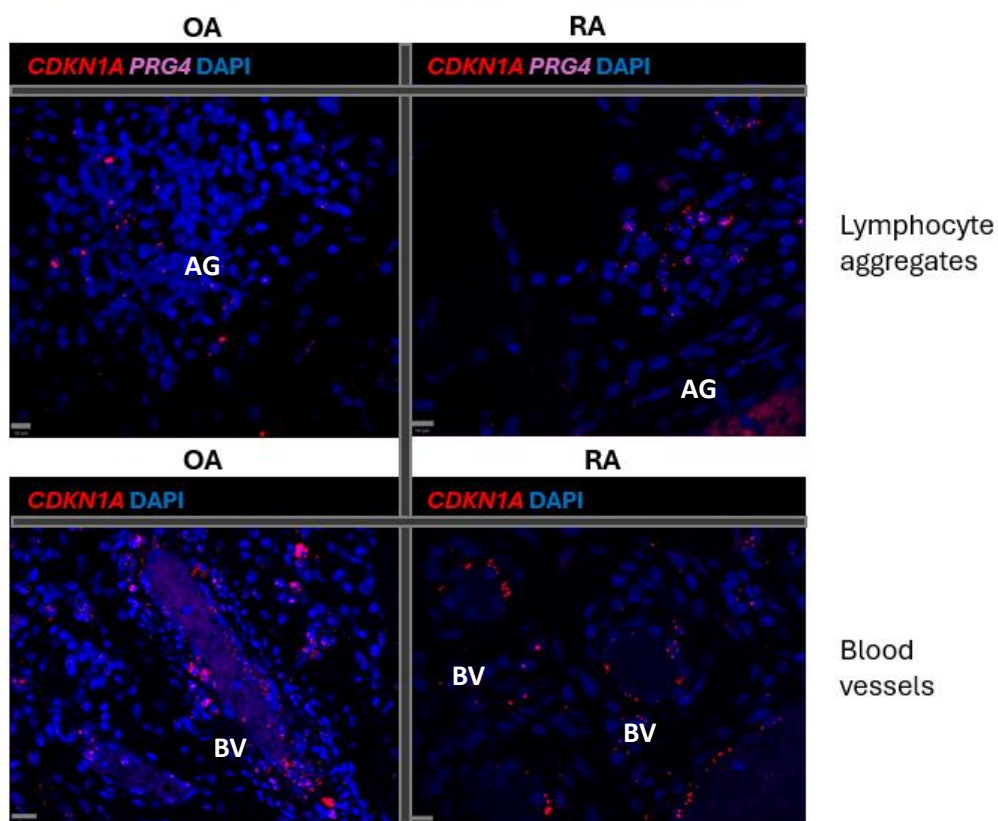 OA
RA
CDKN1A PRG4 DAPI
CDKN1A PRG4 DAPI
AG
AG
Lymphocyte
aggregates
OA
RA
CDKN1A DAPI
CDKN1A DAPI
BV
BV
BV
Blood
vessels